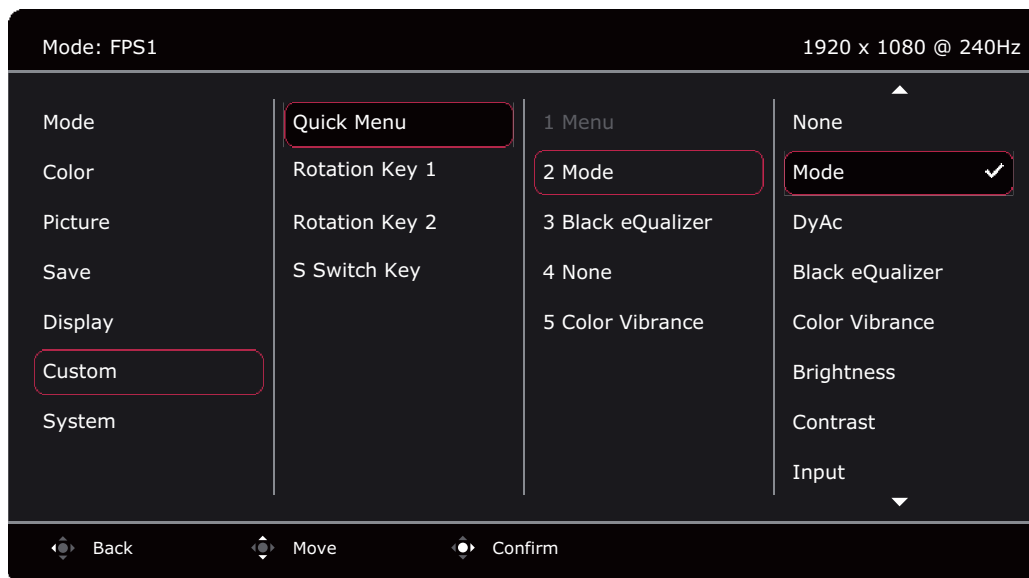 Mode: FPS1
1920 x 1080 @ 240Hz
Mode
Color
Picture
Save
Display
Custom
System
Quick Menu
Rotation Key 1
Rotation Key 2
S Switch Key
1 Menu
2 Mode
3 Black eQualizer
4 None
5 Color Vibrance
None
Mode
DyAc
Black eQualizer
Color Vibrance
Brightness
Contrast
Input
Back
Move
Confirm